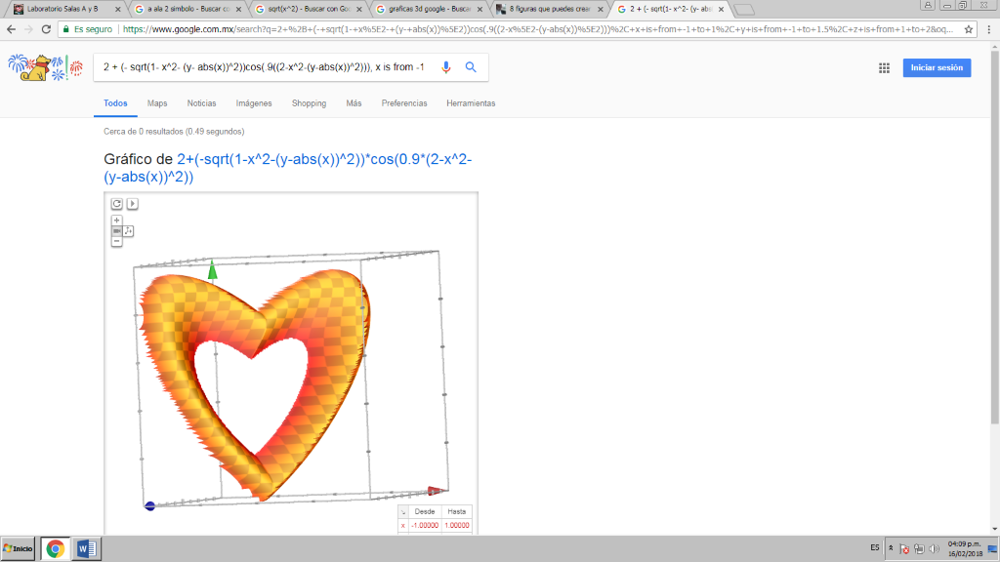 Laboratorio Salas A y B
a ala 2 simbolo - Buscar co
sqrt(x^2) - Buscar con Goo
graficas 3d google - Busca
8 figuras que puedes crea
2 + (- sqrt(1- x^2- (y- abs
Es seguro | https://www.google.com.mx/search?q=2+%2B+(-+sqrt(1-+x%5E2-+(y-+abs(x))%5E2))cos(.9((2-x%5E2-(y-abs(x))%5E2)))%2C+x+is+from+-1+to+1%2C+y+is+from+-1+to+1.5%2C+z+is+from+1+to+2&oq...
2 + (- sqrt(1- x^2- (y- abs(x))^2))cos(.9((2-x^2-(y-abs(x))^2))), x is from -1
Iniciar sesión
Todos Maps Noticias Imágenes Shopping Más Preferencias Herramientas
Cerca de 0 resultados (0.49 segundos)
Gráfico de 2+(-sqrt(1-x^2-(y-abs(x))^2))*cos(0.9*(2-x^2-
(y-abs(x))^2))
Desde Hasta
x -1.00000 1.00000
Inicio
ES
04:09 p.m.
16/02/2018